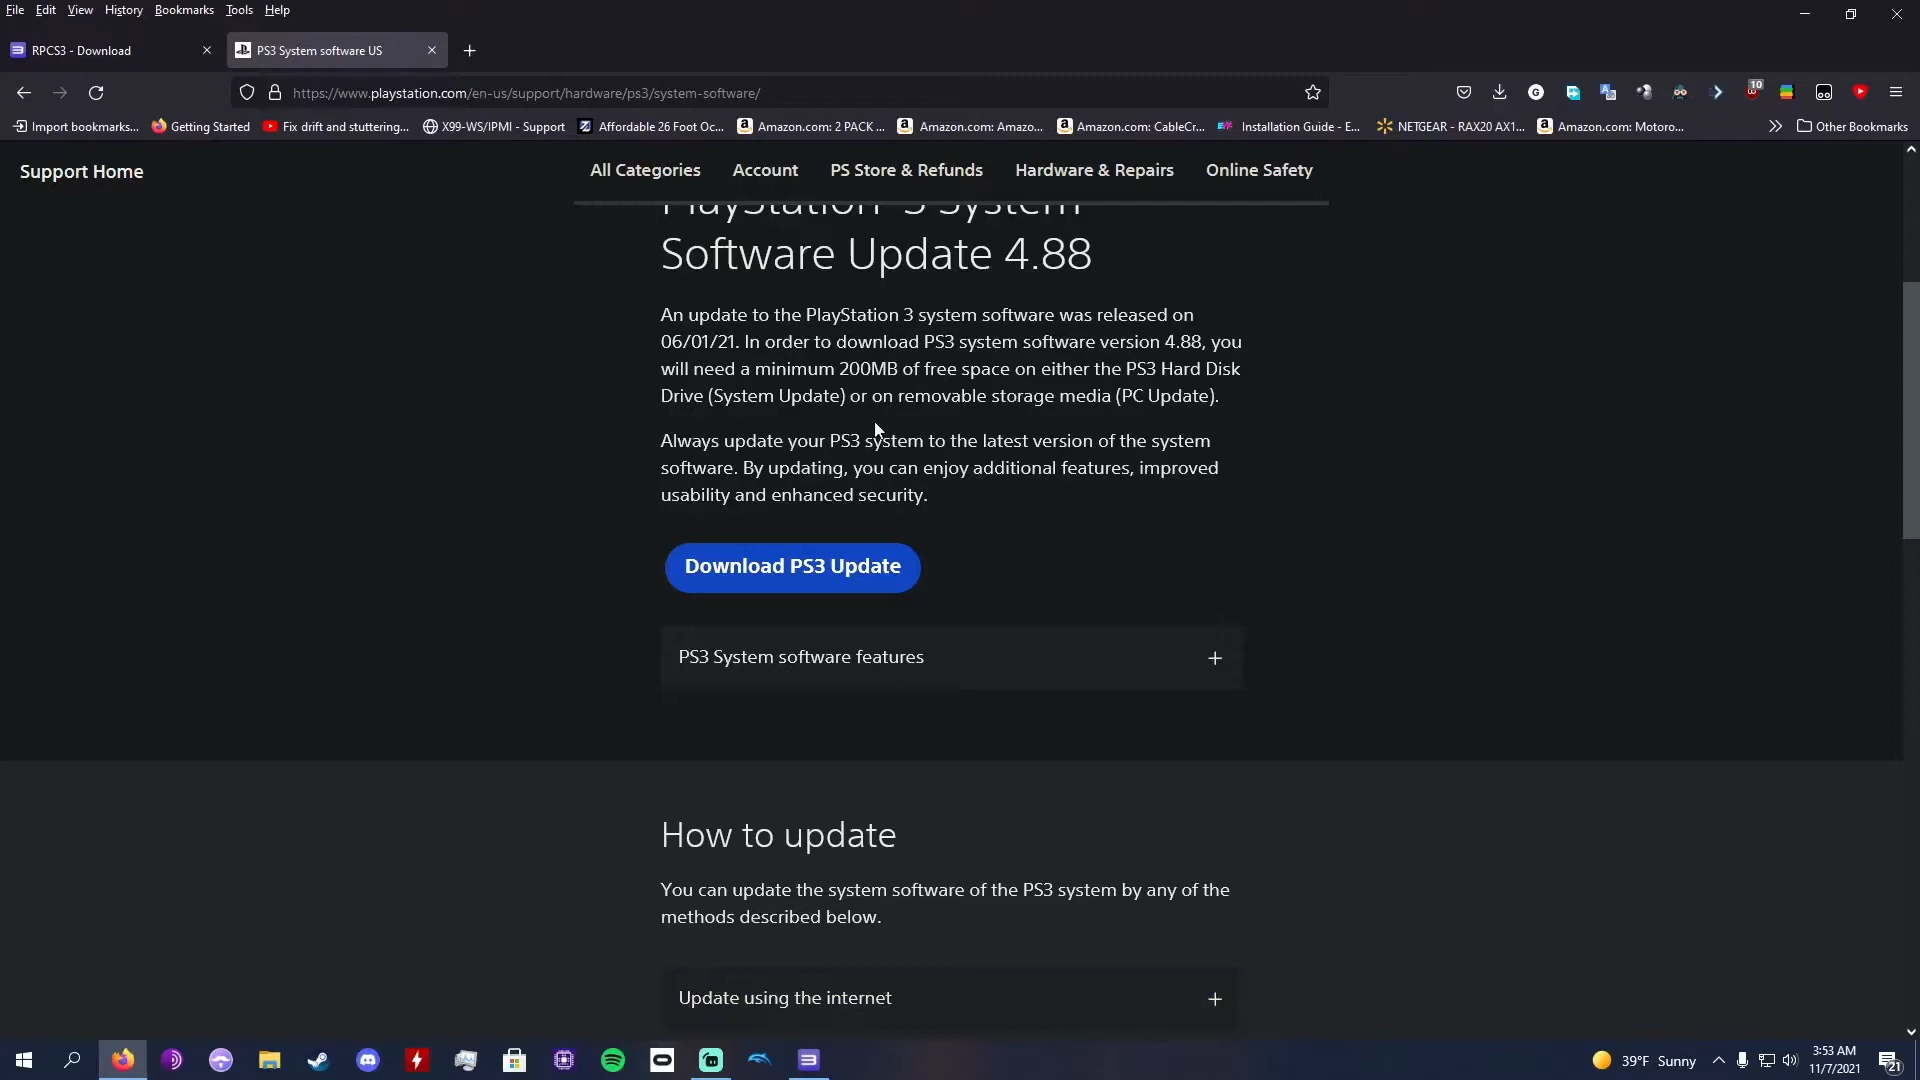 File Edit View History Bookmarks Tools Help
RPCS3 - Download
PS3 System software US
https://www.playstation.com/en-us/support/hardware/ps3/system-software/
10
Import bookmarks...
Getting Started
Fix drift and stuttering...
X99-WS/IPMI - Support
Affordable 26 Foot Oc...
Amazon.com: 2 PACK ...
Amazon.com: Amazo...
Amazon.com: CableCr...
Installation Guide - E...
NETGEAR - RAX20 AX1...
Amazon.com: Motoro...
Other Bookmarks
Support Home
All Categories
Account
PS Store & Refunds
Hardware & Repairs
Online Safety
PlayStation 3 System
Software Update 4.88
An update to the PlayStation 3 system software was released on
06/01/21. In order to download PS3 system software version 4.88, you
will need a minimum 200MB of free space on either the PS3 Hard Disk
Drive (System Update) or on removable storage media (PC Update).
Always update your PS3 system to the latest version of the system
software. By updating, you can enjoy additional features, improved
usability and enhanced security.
Download PS3 Update
PS3 System software features
How to update
You can update the system software of the PS3 system by any of the
methods described below.
Update using the internet
39°F Sunny
3:53 AM
11/7/2021
21